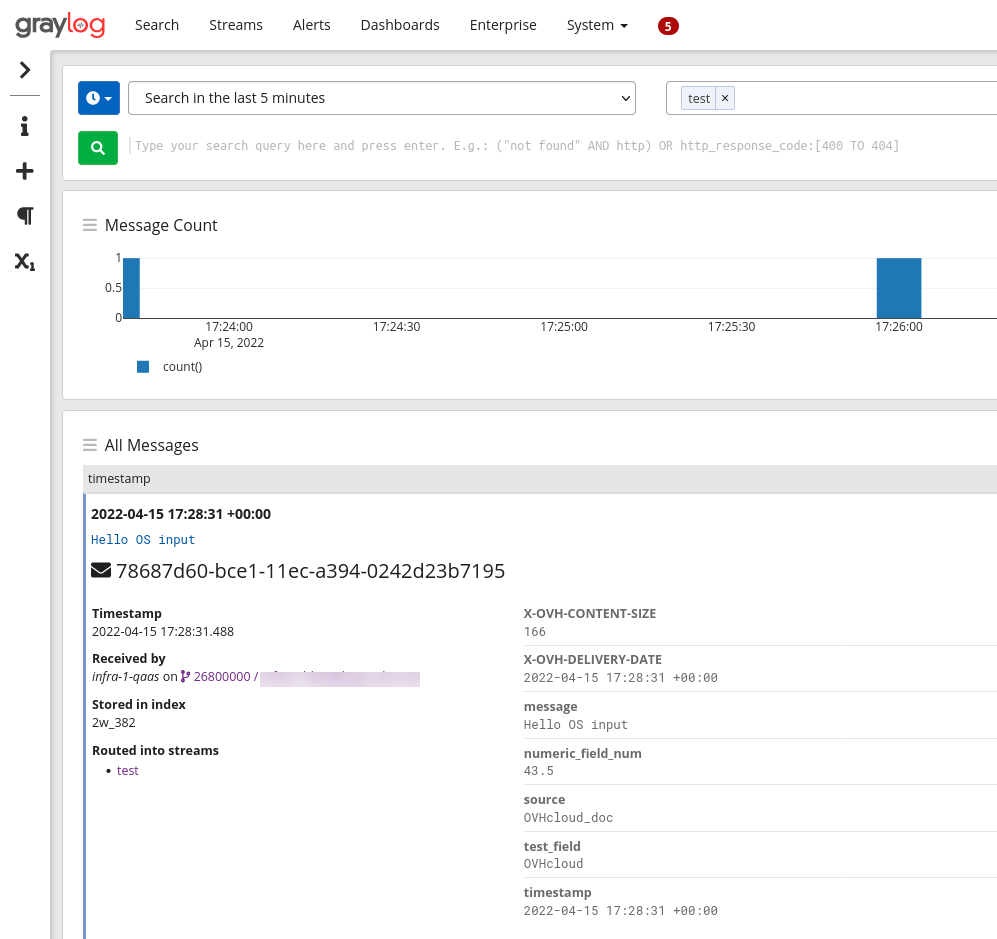 graylog Search Streams Alerts Dashboards Enterprise System 5
Search in the last 5 minutes test ×
Type your search query here and press enter. E.g.: ("not found" AND http) OR http_response_code:[400 TO 404]
Message Count
1
0.5
0
17:24:00 17:24:30 17:25:00 17:25:30 17:26:00
Apr 15, 2022
count()
All Messages
timestamp
2022-04-15 17:28:31 +00:00
Hello OS input
78687d60-bce1-11ec-a394-0242d23b7195
Timestamp
2022-04-15 17:28:31.488
Received by
infra-1-qaas on 26800000 /
Stored in index
2w_382
Routed into streams
• test
X-OVH-CONTENT-SIZE
166
X-OVH-DELIVERY-DATE
2022-04-15 17:28:31 +00:00
message
Hello OS input
numeric_field_num
43.5
source
OVHcloud_doc
test_field
OVHcloud
timestamp
2022-04-15 17:28:31 +00:00